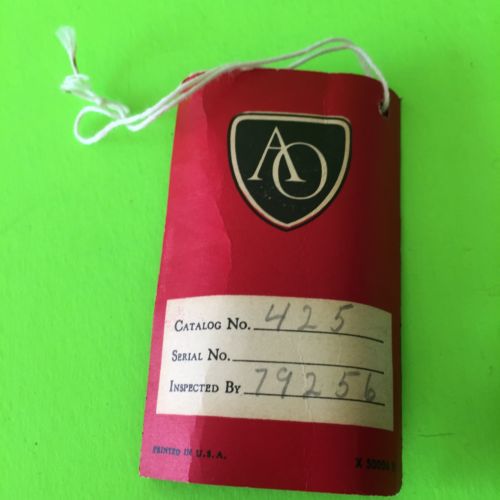 AO
CATALOG NO. 425
SERIAL NO.
INSPECTED BY 79256
PRINTED IN U.S.A.